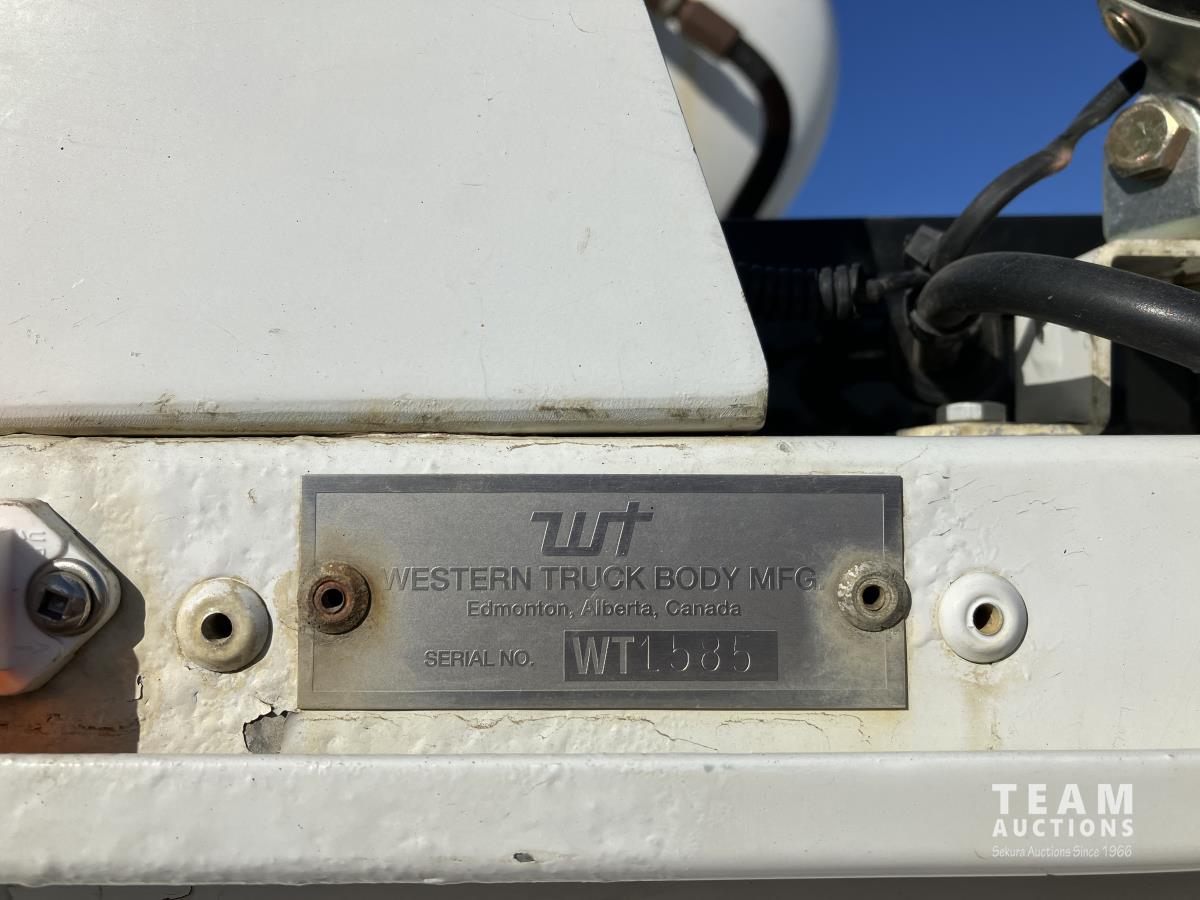 wt
WESTERN TRUCK BODY MFG.
Edmonton, Alberta, Canada
SERIAL NO. WT1585
TEAM
AUCTIONS
Sekura Auctions Since 1966